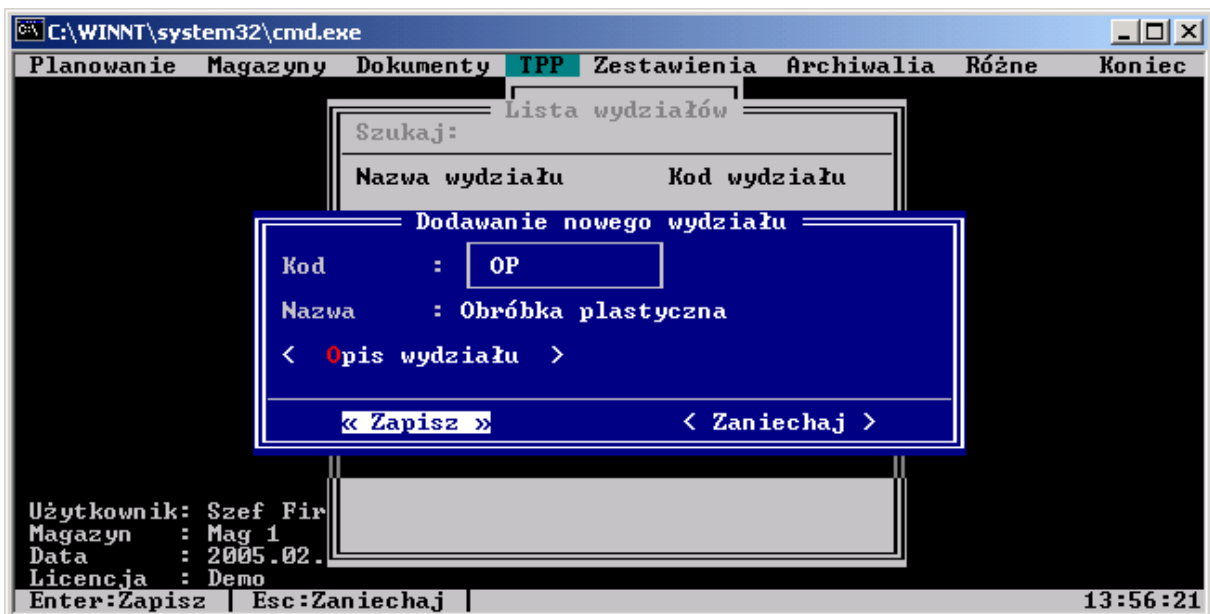 C:\WINNT\system32\cmd.exe
Planowanie Magazyny Dokumenty TPP Zestawienia Archiwalia Różne Koniec
Lista wydziałów
Szukaj:
Nazwa wydziału Kod wydziału
Dodawanie nowego wydziału
Kod : OP
Nazwa : Obróbka plastyczna
< Opis wydziału >
« Zapisz » < Zaniechaj >
Użytkownik: Szef Fir
Magazyn : Mag 1
Data : 2005.02.
Licencja : Demo
Enter:Zapisz | Esc:Zaniechaj | 13:56:21